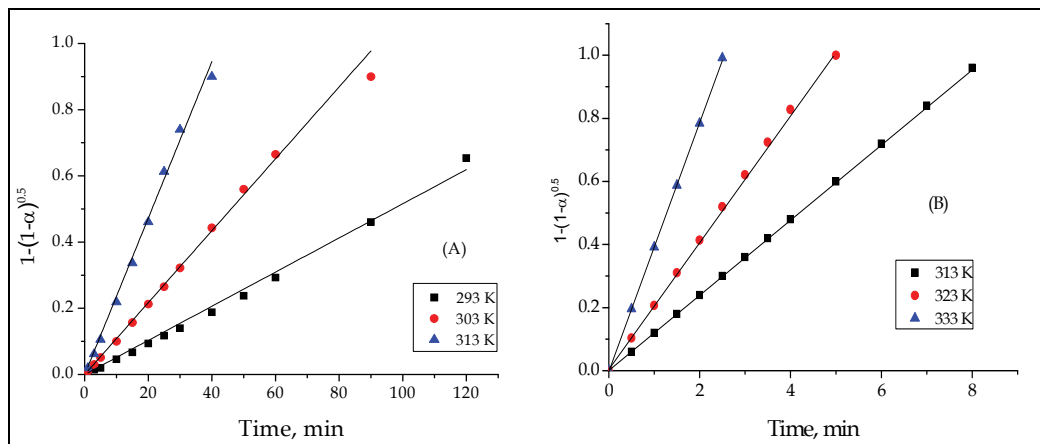 1-(1-α)^0.5
1.0
0.8
0.6
0.4
0.2
0.0
0 20 40 60 80 100 120
Time, min
(A)
293 K
303 K
313 K
1-(1-α)^0.5
1.0
0.8
0.6
0.4
0.2
0.0
0 2 4 6 8
Time, min
(B)
313 K
323 K
333 K